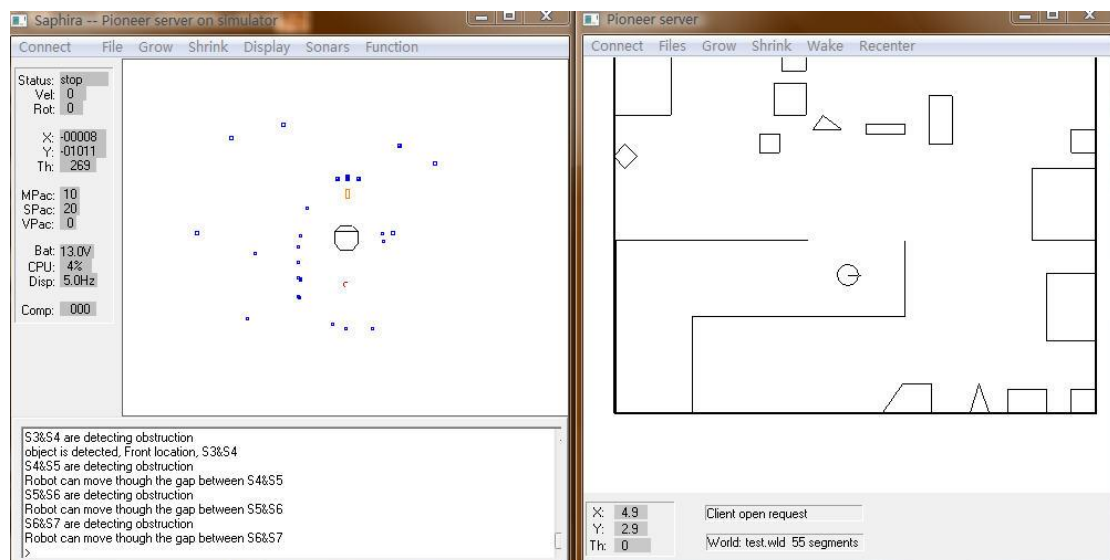 Saphira -- Pioneer server on simulator
Connect File Grow Shrink Display Sonars Function
Status: stop
Vel: 0
Rot: 0
X: -00008
Y: -01011
Th: 269
MPac: 10
SPac: 20
VPac: 0
Bat: 13.0V
CPU: 4%
Disp: 5.0Hz
Comp: 000
S3&S4 are detecting obstruction
object is detected, Front location, S3&S4
S4&S5 are detecting obstruction
Robot can move though the gap between S4&S5
S5&S6 are detecting obstruction
Robot can move though the gap between S5&S6
S6&S7 are detecting obstruction
Robot can move though the gap between S6&S7
>
Pioneer server
Connect Files Grow Shrink Wake Recenter
X: 4.9
Y: 2.9
Th: 0
Client open request
World: test.wld 55 segments